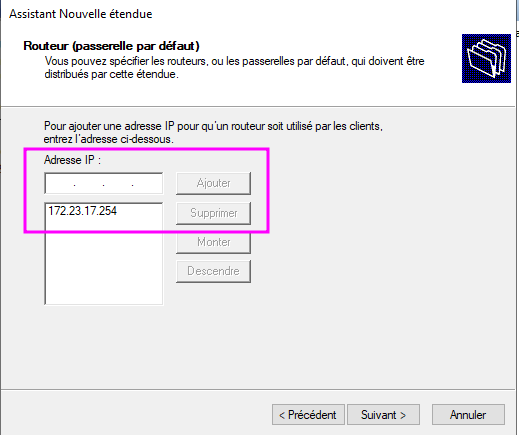 Assistant Nouvelle étendue
Routeur (passerelle par défaut)
Vous pouvez spécifier les routeurs, ou les passerelles par défaut, qui doivent être
distribués par cette étendue.
Pour ajouter une adresse IP pour qu'un routeur soit utilisé par les clients,
entrez l'adresse ci-dessous.
Adresse IP :
. . . Ajouter
172.23.17.254 Supprimer
Monter
Descendre
< Précédent Suivant > Annuler